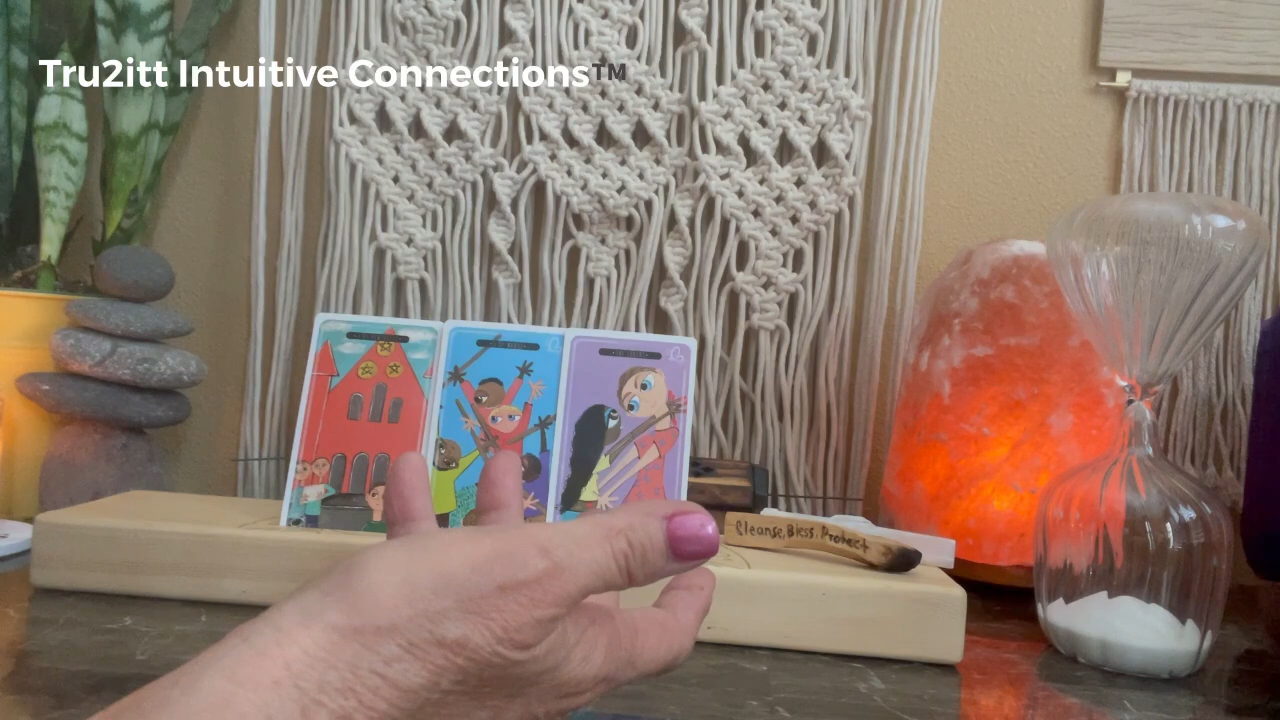 Tru2itt Intuitive Connections™
Cleanse, Bless, Protect